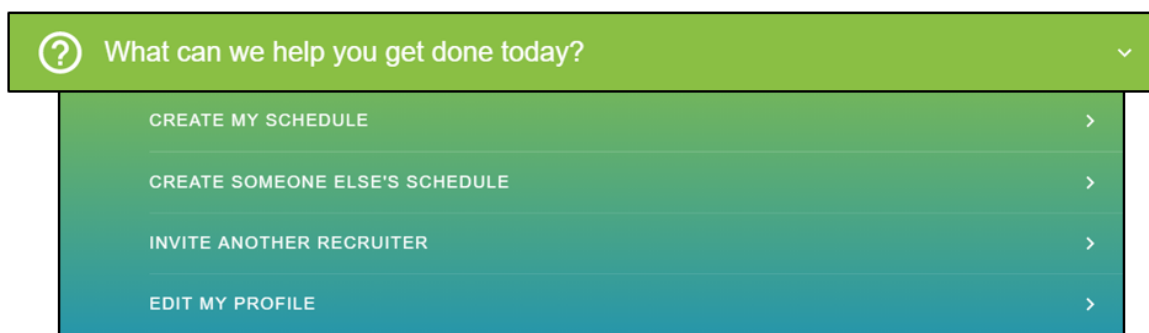 What can we help you get done today?
CREATE MY SCHEDULE
CREATE SOMEONE ELSE'S SCHEDULE
INVITE ANOTHER RECRUITER
EDIT MY PROFILE